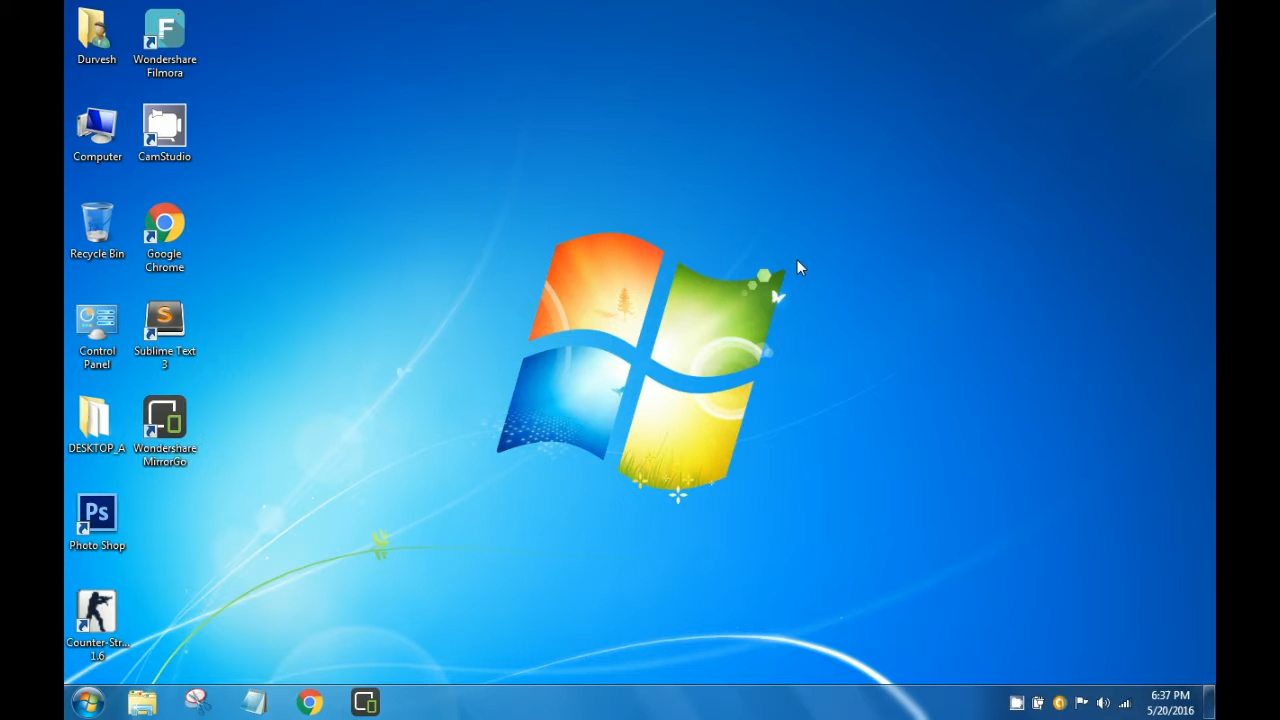 Durvesh
Wondershare
Filmora
Computer
CamStudio
Recycle Bin
Google
Chrome
Control
Panel
Sublime Text
3
DESKTOP_A
Wondershare
MirrorGo
Ps
Photo Shop
Counter-Str...
1.6
6:37 PM
5/20/2016